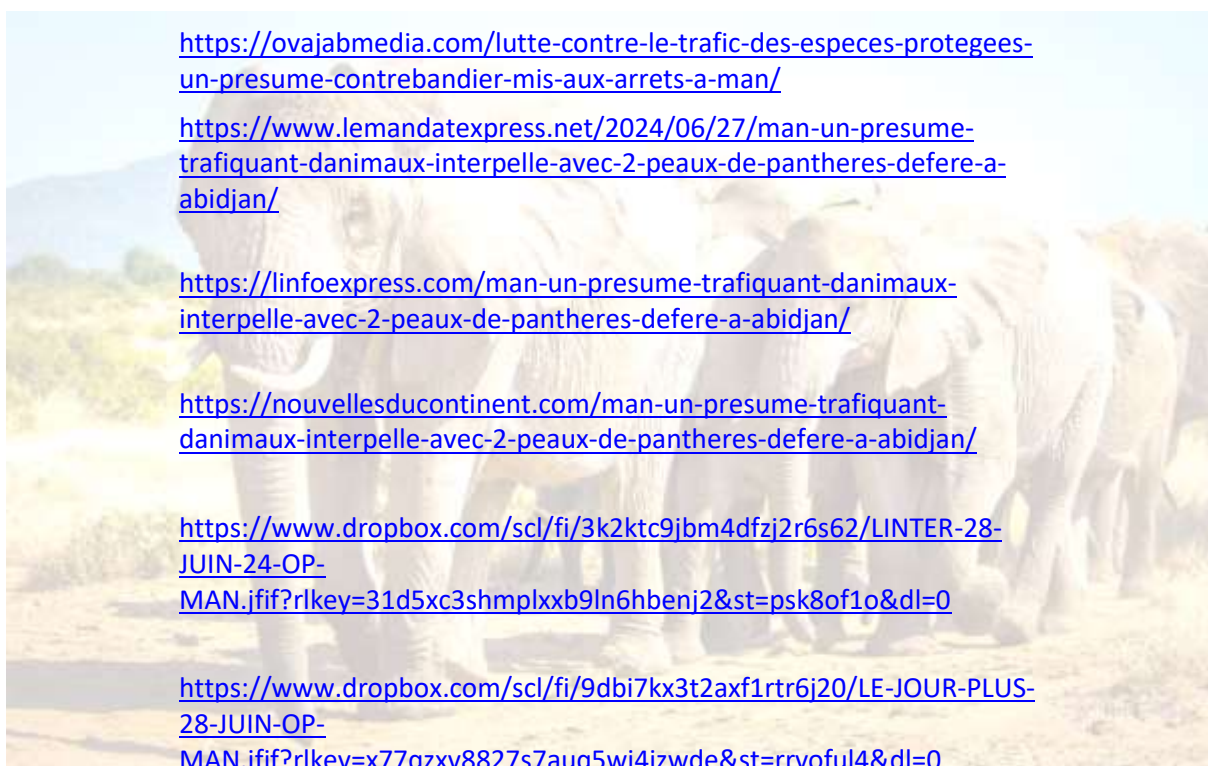 https://ovajabmedia.com/lutte-contre-le-trafic-des-especes-protegees-
un-presume-contrebandier-mis-aux-arrets-a-man/
https://www.lemandatexpress.net/2024/06/27/man-un-presume-
trafiquant-danimaux-interpelle-avec-2-peaux-de-pantheres-defere-a-
abidjan/
https://linfoexpress.com/man-un-presume-trafiquant-danimaux-
interpelle-avec-2-peaux-de-pantheres-defere-a-abidjan/
https://nouvellesducontinent.com/man-un-presume-trafiquant-
danimaux-interpelle-avec-2-peaux-de-pantheres-defere-a-abidjan/
https://www.dropbox.com/scl/fi/3k2ktc9jbm4dfzj2r6s62/LINTER-28-
JUIN-24-OP-
MAN.jfif?rlkey=31d5xc3shmplxxb9ln6hbenj2&st=psk8of1o&dl=0
https://www.dropbox.com/scl/fi/9dbi7kx3t2axf1rtr6j20/LE-JOUR-PLUS-
28-JUIN-OP-